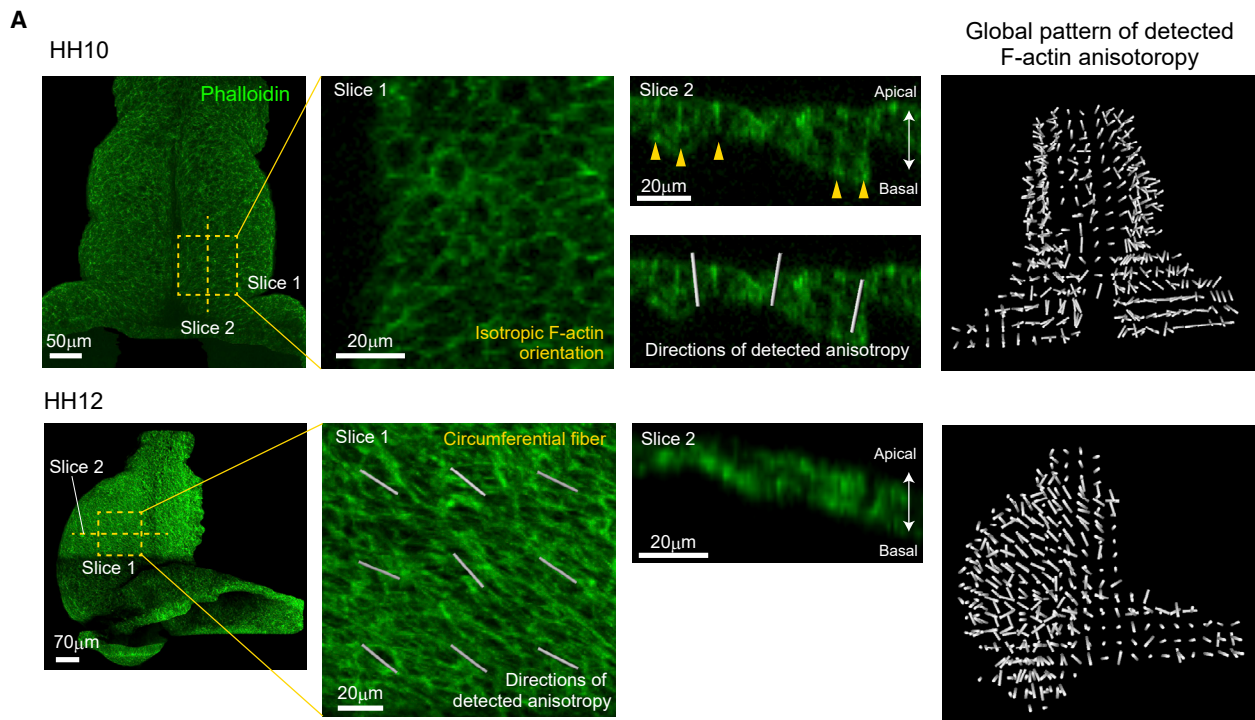 A
HH10
Phalloidin
Slice 1
Slice 2
50μm
Slice 1
Isotropic F-actin
orientation
20μm
Slice 2
Apical
Basal
20μm
Directions of detected anisotropy
Global pattern of detected
F-actin anisotoropy
HH12
Slice 2
Slice 1
70μm
Slice 1
Circumferential fiber
Directions of
detected anisotropy
20μm
Slice 2
Apical
Basal
20μm